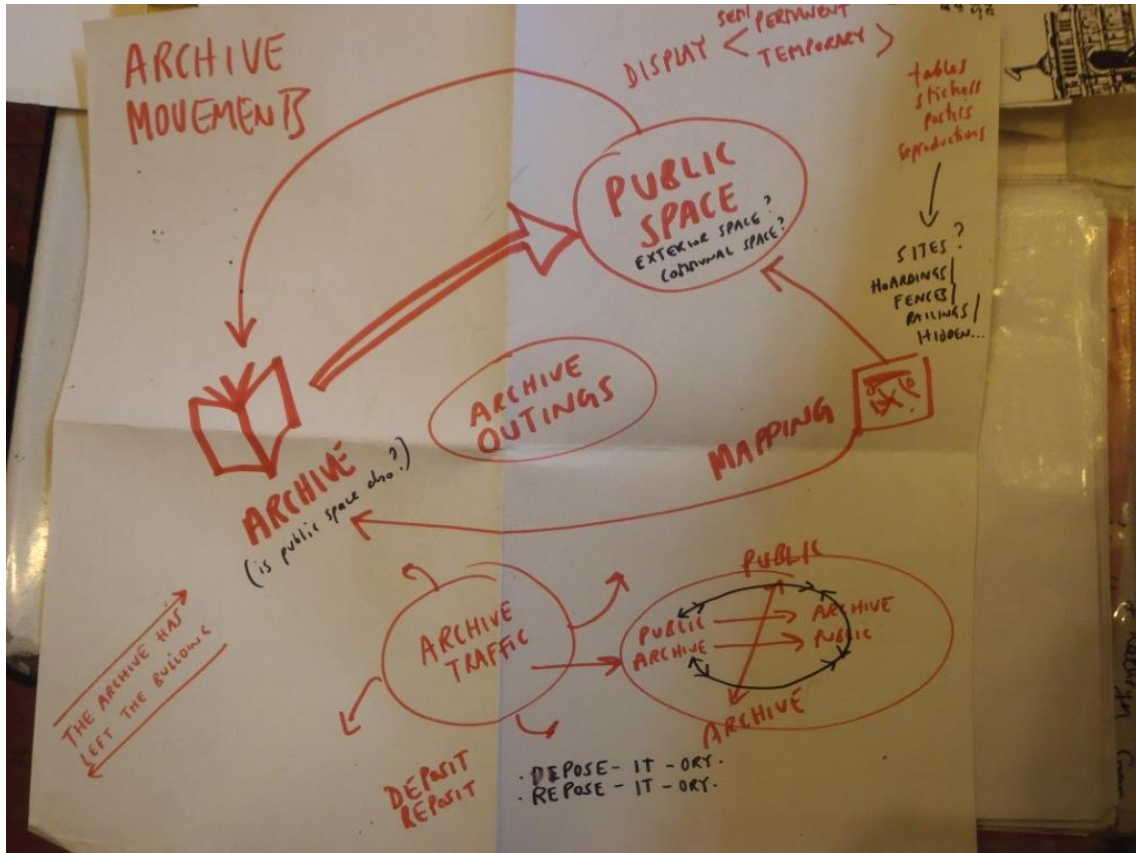 ARCHIVE
MOVEMENTS
DISPLAY
SEMI
PERMANENT
TEMPORARY
tables
stickers
posters
reproductions
SITES?
HOARDINGS/
FENCES/
RAILINGS/
HIDDEN...
PUBLIC
SPACE
EXTERIOR SPACE?
COMMUNAL SPACE?
ARCHIVE
OUTINGS
MAPPING
ARCHIVE
(is public space also?)
THE ARCHIVE HAS
LEFT THE BUILDING
ARCHIVE
TRAFFIC
PUBLIC
PUBLIC
ARCHIVE
ARCHIVE
PUBLIC
ARCHIVE
DEPOSIT
REPOSIT
. DEPOSE - IT - ORY.
. REPOSE - IT - ORY.